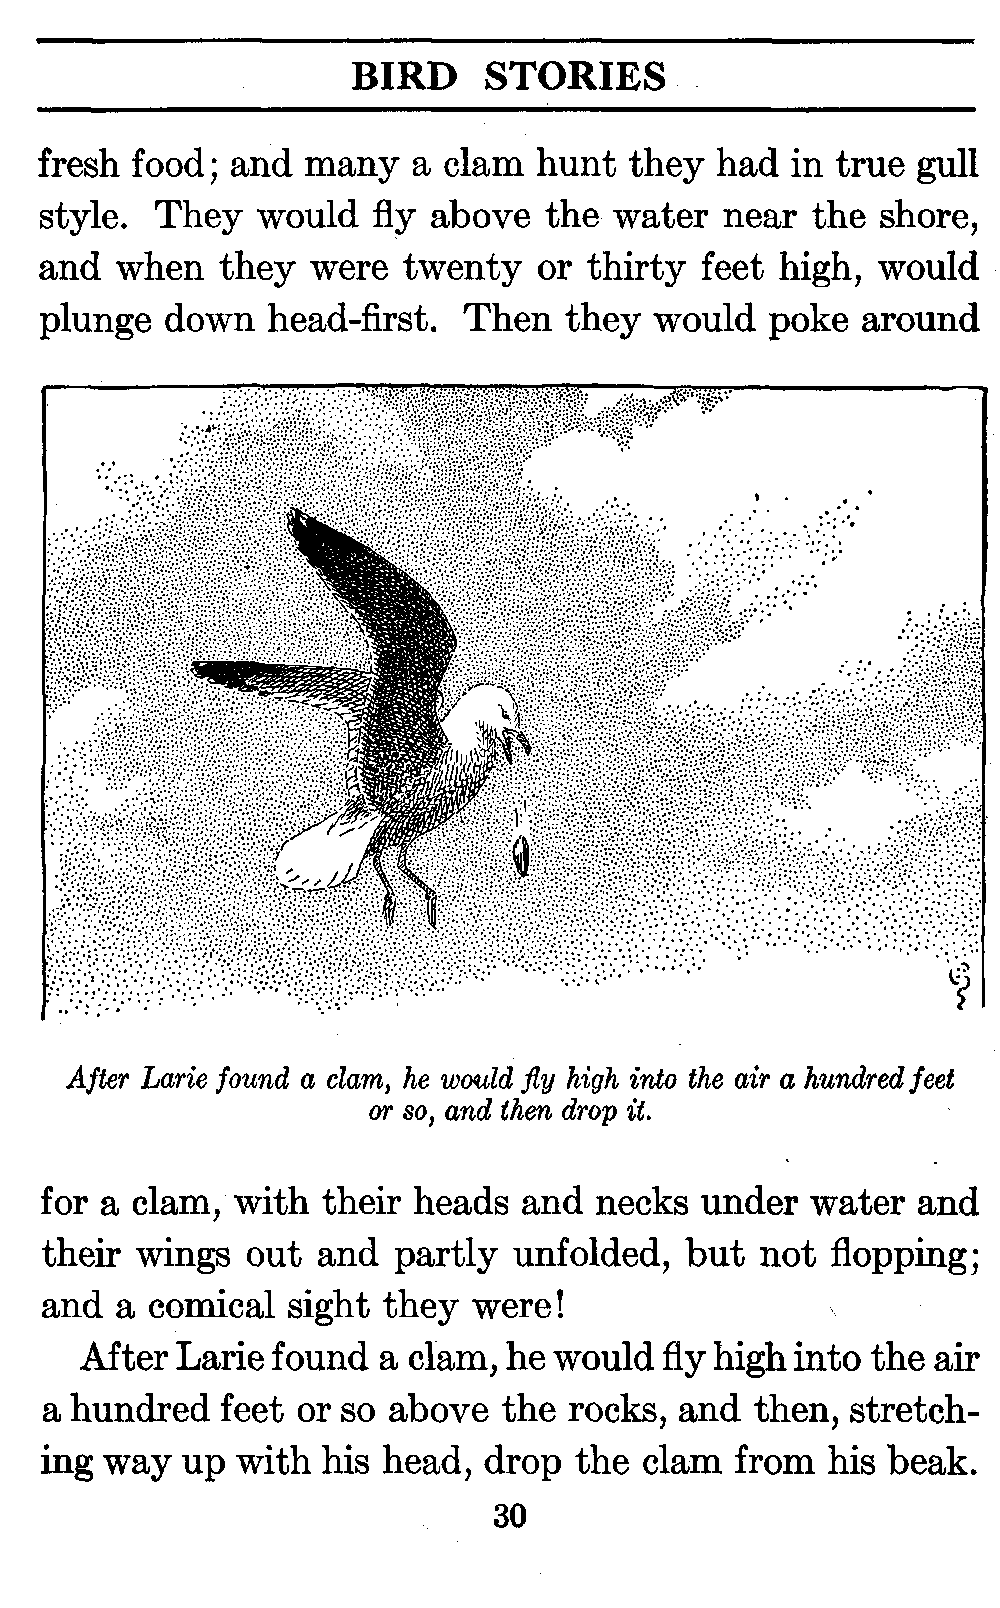 BIRD STORIES
fresh food; and many a clam hunt they had in true gull
style. They would fly above the water near the shore,
and when they were twenty or thirty feet high, would
plunge down head-first. Then they would poke around
After Larie found a clam, he would fly high into the air a hundred feet
or so, and then drop it.
for a clam, with their heads and necks under water and
their wings out and partly unfolded, but not flopping;
and a comical sight they were!
After Larie found a clam, he would fly high into the air
a hundred feet or so above the rocks, and then, stretch-
ing way up with his head, drop the clam from his beak.
30